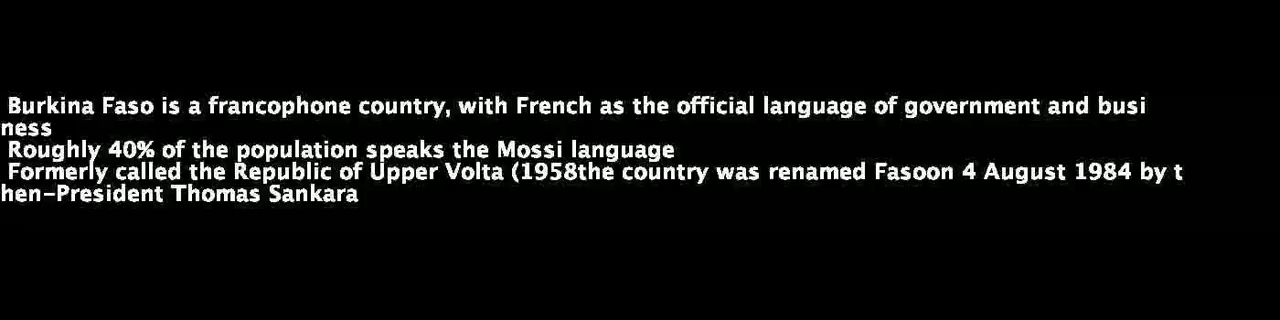 Burkina Faso is a francophone country, with French as the official language of government and busi
ness
Roughly 40% of the population speaks the Mossi language
Formerly called the Republic of Upper Volta (1958the country was renamed Fasoon 4 August 1984 by t
hen-President Thomas Sankara